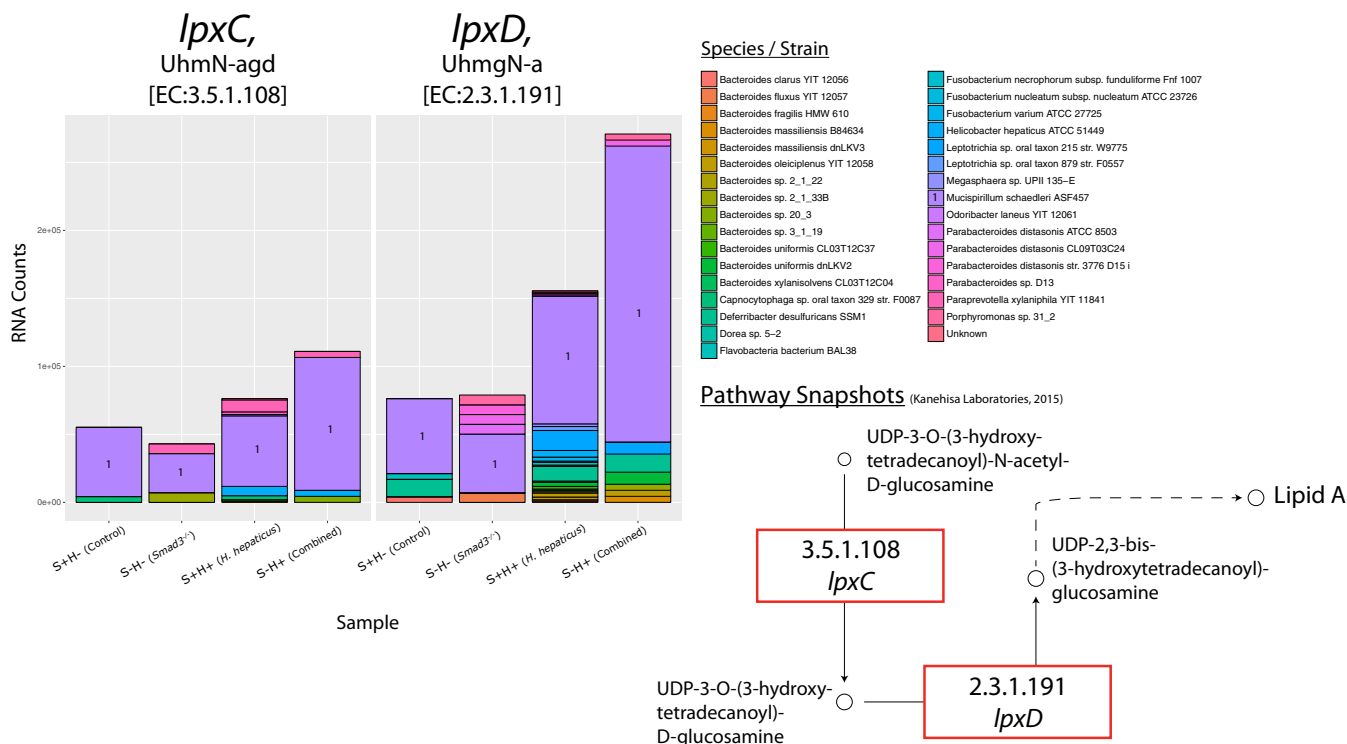 lpxC,
UhmN-agd
[EC:3.5.1.108]
lpxD,
UhmgN-a
[EC:2.3.1.191]
RNA Counts
2e+05
1e+05
0e+00
1
1
1
1
1
1
1
1
S+H- (Control)
S-H- (Smad3-/-)
S+H+ (H. hepaticus)
S-H+ (Combined)
S+H- (Control)
S-H- (Smad3-/-)
S+H+ (H. hepaticus)
S-H+ (Combined)
Sample
Species / Strain
Bacteroides clarus YIT 12056
Bacteroides fluxus YIT 12057
Bacteroides fragilis HMW 610
Bacteroides massiliensis B84634
Bacteroides massiliensis dnLKV3
Bacteroides oleiciplenus YIT 12058
Bacteroides sp. 2_1_22
Bacteroides sp. 2_1_33B
Bacteroides sp. 20_3
Bacteroides sp. 3_1_19
Bacteroides uniformis CL03T12C37
Bacteroides uniformis dnLKV2
Bacteroides xylanisolvens CL03T12C04
Capnocytophaga sp. oral taxon 329 str. F0087
Deferribacter desulfuricans SSM1
Dorea sp. 5-2
Flavobacteria bacterium BAL38
Fusobacterium necrophorum subsp. funduliforme Fnf 1007
Fusobacterium nucleatum subsp. nucleatum ATCC 23726
Fusobacterium varium ATCC 27725
Helicobacter hepaticus ATCC 51449
Leptotrichia sp. oral taxon 215 str. W9775
Leptotrichia sp. oral taxon 879 str. F0557
Megasphaera sp. UPII 135-E
1 Mucispirillum schaedleri ASF457
Odoribacter laneus YIT 12061
Parabacteroides distasonis ATCC 8503
Parabacteroides distasonis CL09T03C24
Parabacteroides distasonis str. 3776 D15 i
Parabacteroides sp. D13
Paraprevotella xylaniphila YIT 11841
Porphyromonas sp. 31_2
Unknown
Pathway Snapshots (Kanehisa Laboratories, 2015)
UDP-3-O-(3-hydroxy-
tetradecanoyl)-N-acetyl-
D-glucosamine
3.5.1.108
lpxC
UDP-3-O-(3-hydroxy-
tetradecanoyl)-
D-glucosamine
2.3.1.191
lpxD
UDP-2,3-bis-
(3-hydroxytetradecanoyl)-
glucosamine
Lipid A